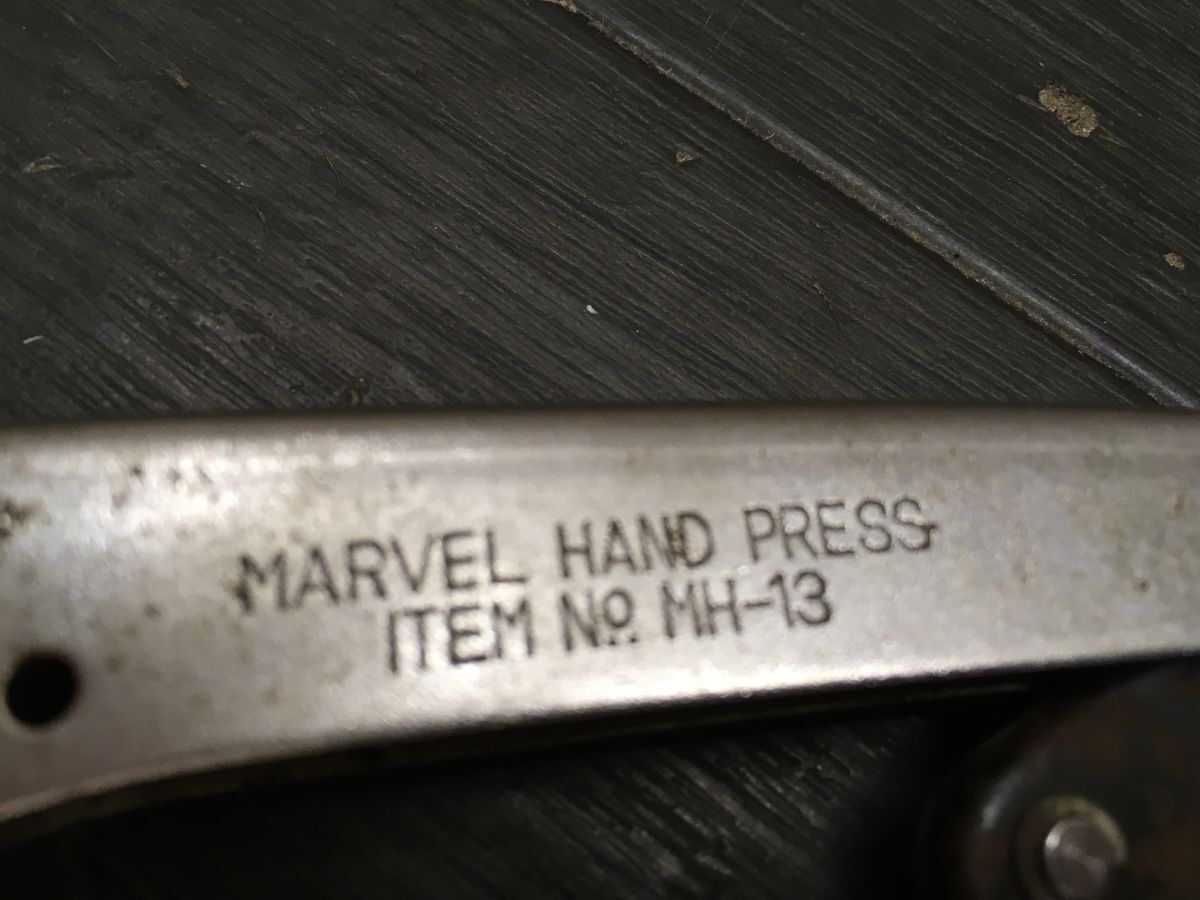 MARVEL HAND PRESS
ITEM Nº MH-13